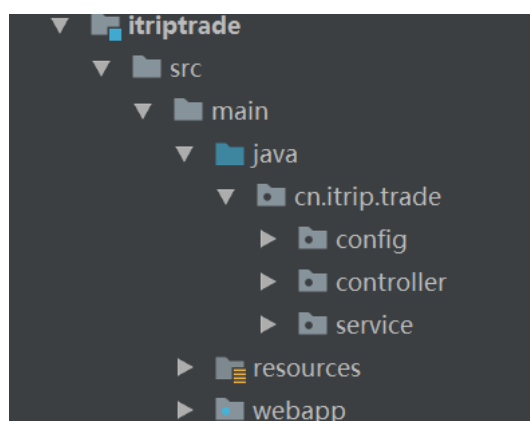 itriptrade
src
main
java
cn.itrip.trade
config
controller
service
resources
webapp